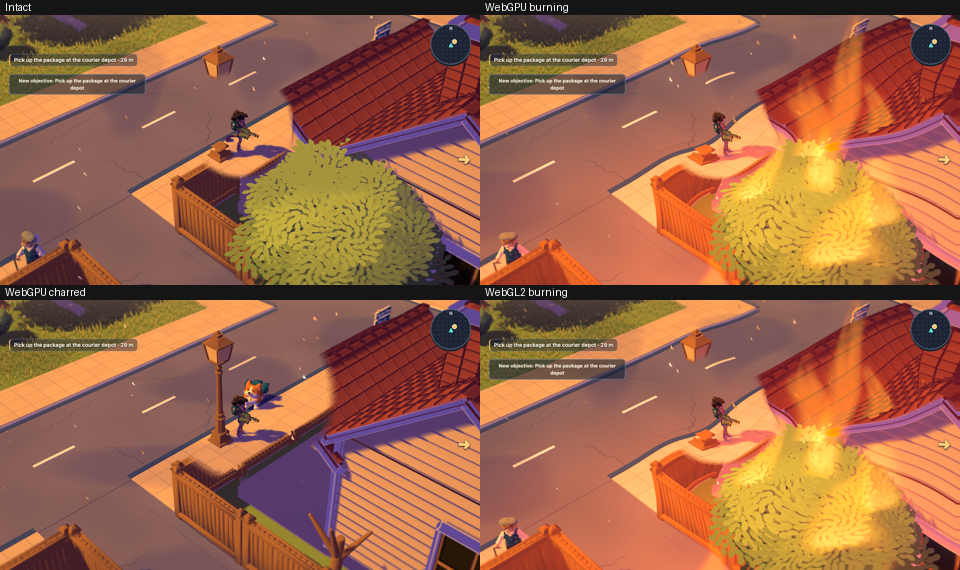 Intact
WebGPU burning
N
Pick up the package at the courier depot - 29 m
New objective: Pick up the package at the courier
depot
N
Pick up the package at the courier depot - 29 m
New objective: Pick up the package at the courier
depot
WebGPU charred
WebGL2 burning
N
Pick up the package at the courier depot - 29 m
N
Pick up the package at the courier depot - 29 m
New objective: Pick up the package at the courier
depot